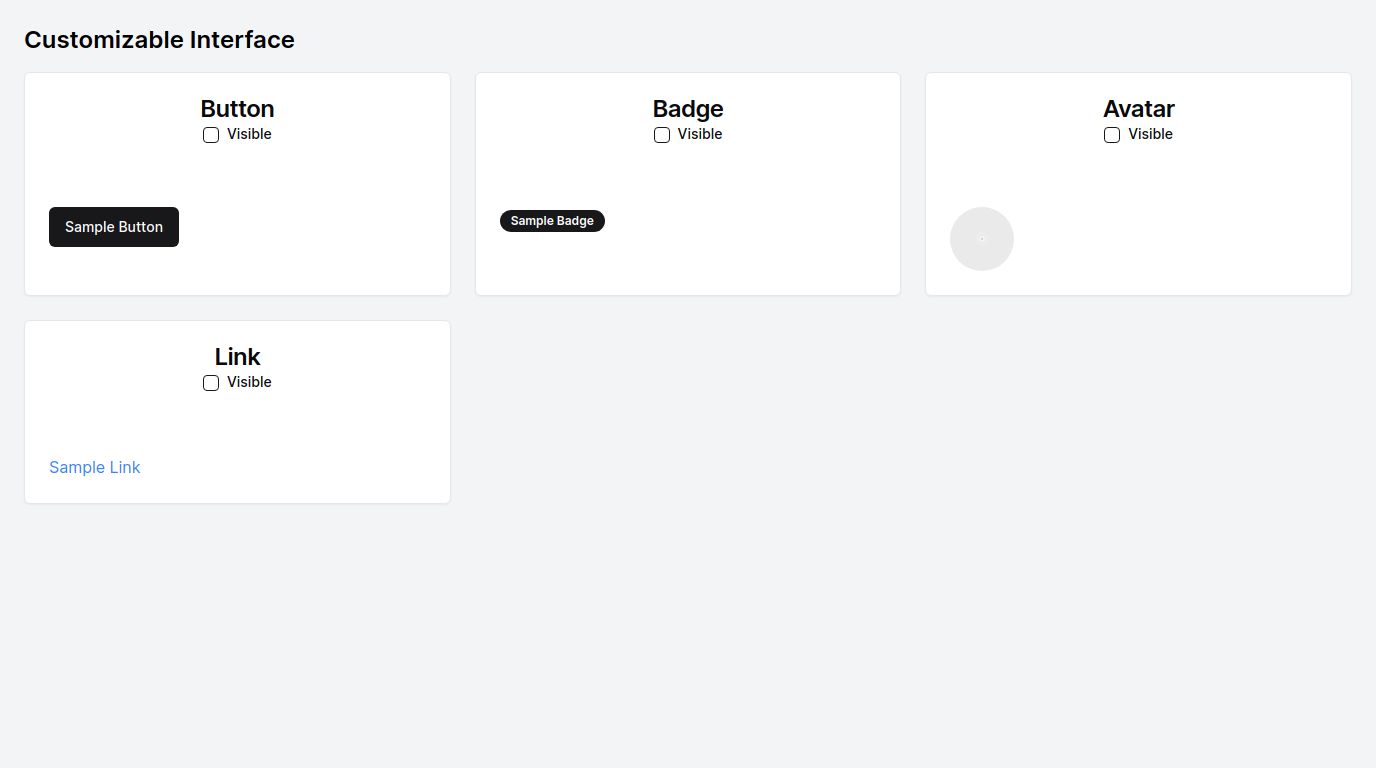 Customizable Interface
Button
Visible
Sample Button
Badge
Visible
Sample Badge
Avatar
Visible
Link
Visible
Sample Link